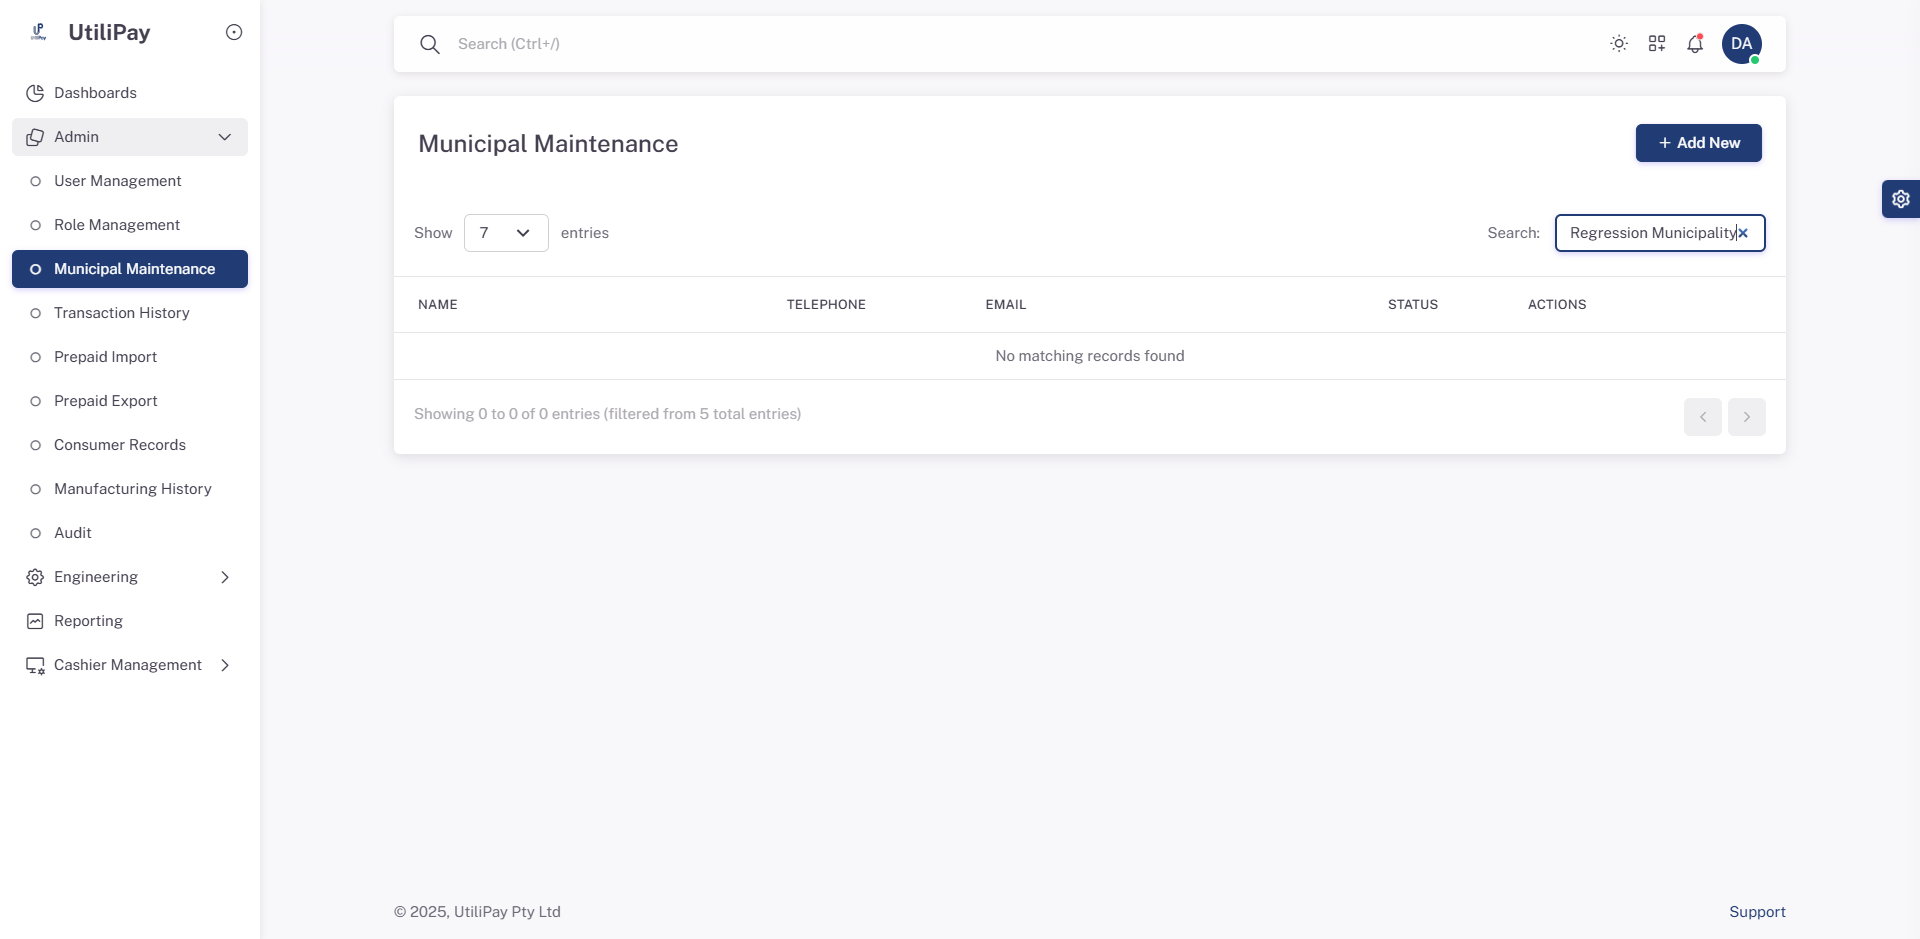 UtiliPay
Dashboards
Admin
User Management
Role Management
Municipal Maintenance
Transaction History
Prepaid Import
Prepaid Export
Consumer Records
Manufacturing History
Audit
Engineering
Reporting
Cashier Management
Search (Ctrl+/)
DA
Municipal Maintenance
+ Add New
Show 7 entries
Search: Regression Municipality
NAME TELEPHONE EMAIL STATUS ACTIONS
No matching records found
Showing 0 to 0 of 0 entries (filtered from 5 total entries)
© 2025, UtiliPay Pty Ltd
Support